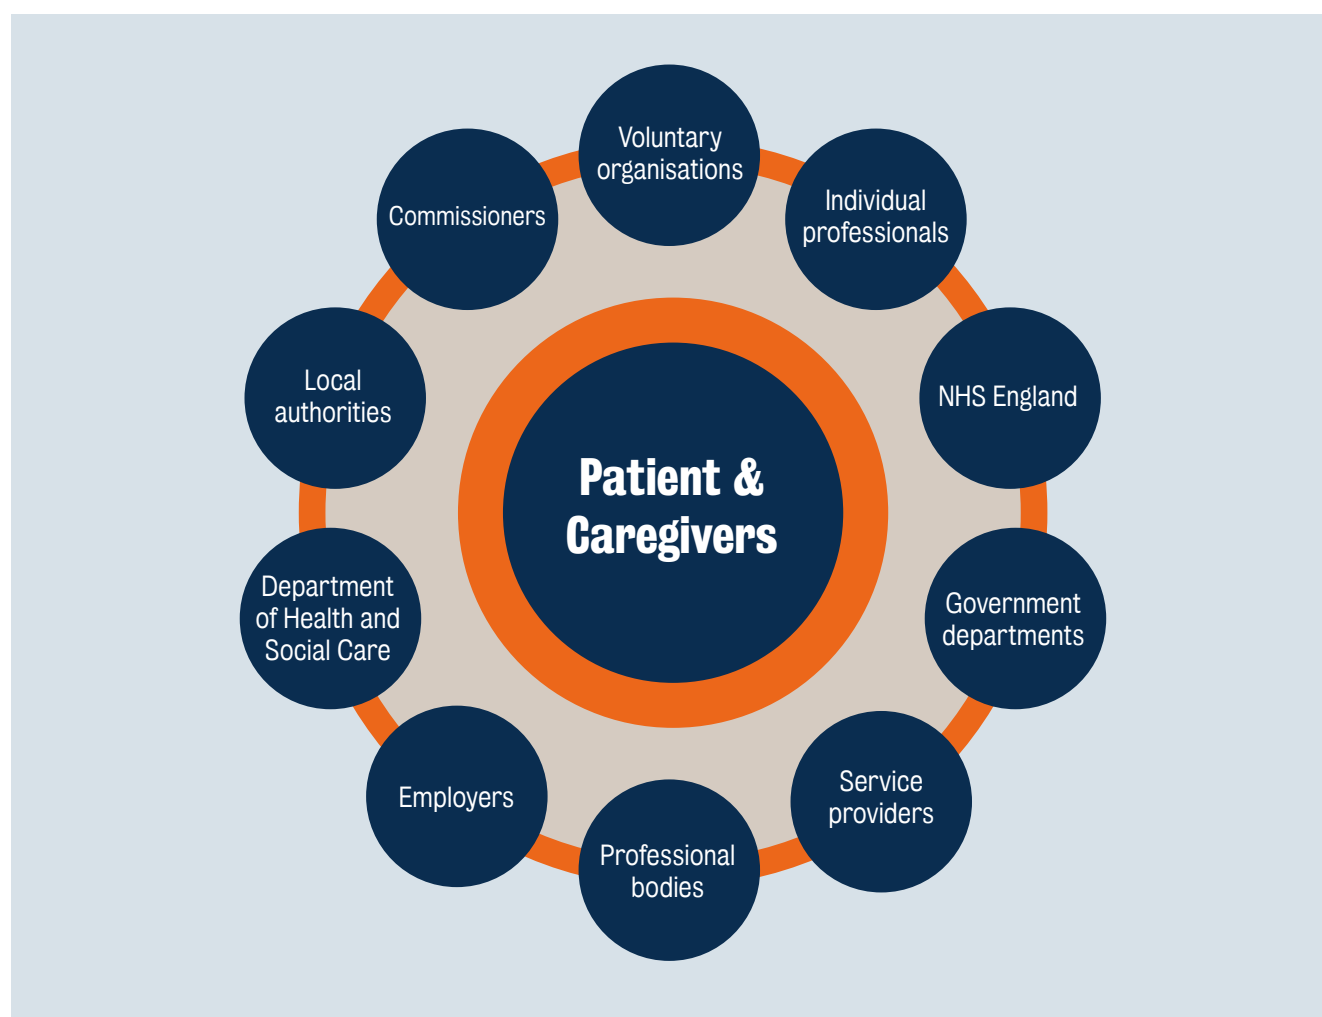 Voluntary
organisations
Individual
professionals
NHS England
Government
departments
Service
providers
Professional
bodies
Employers
Department
of Health and
Social Care
Local
authorities
Commissioners
Patient &
Caregivers